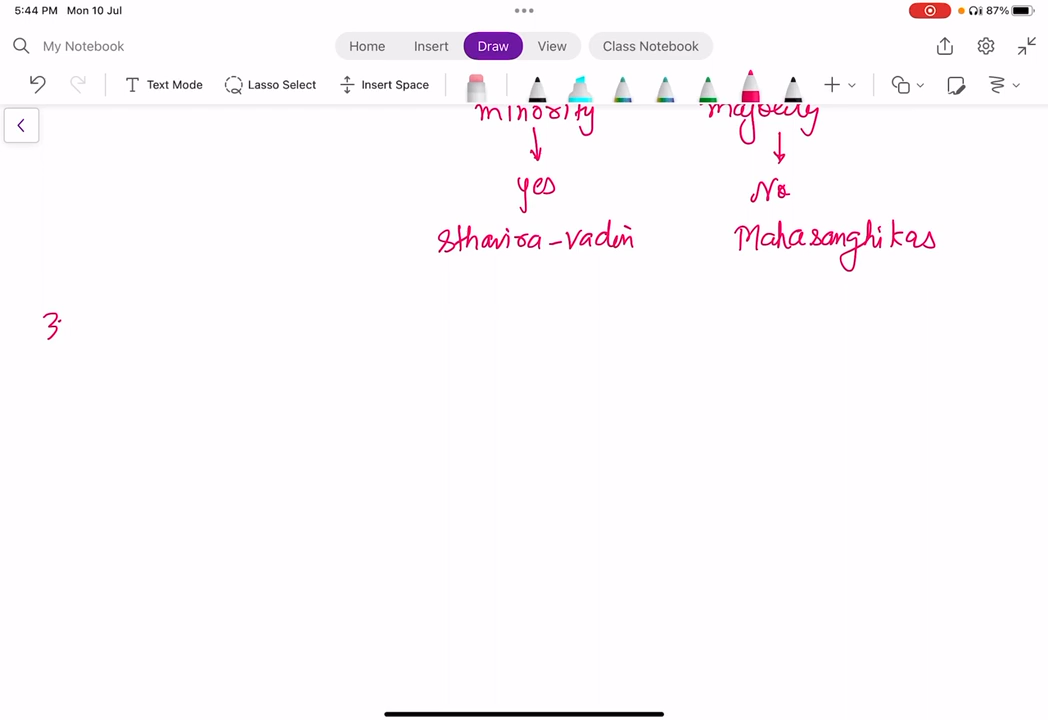 5:44 PM Mon 10 Jul 87%
My Notebook Home Insert Draw View Class Notebook
Text Mode Lasso Select Insert Space
minority majority
yes No
Sthavira-vadin Mahasanghikas
3.